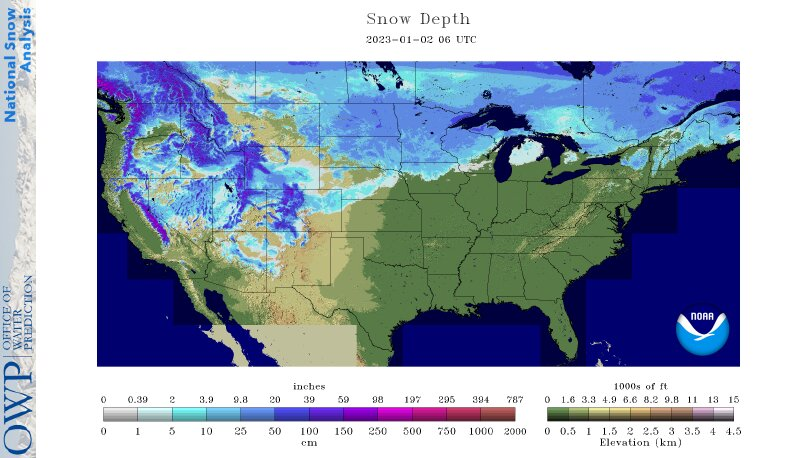 National Snow
Analysis
OWP
OFFICE OF
WATER
PREDICTION
Snow Depth
2023-01-02 06 UTC
NOAA
inches
0 0.39 2 3.9 9.8 20 39 59 98 197 295 394 787
0 1 5 10 25 50 100 150 250 500 750 1000 2000
cm
1000s of ft
0 1.6 3.3 4.9 6.6 8.2 9.8 11 13 15
0 0.5 1 1.5 2 2.5 3 3.5 4 4.5
Elevation (km)